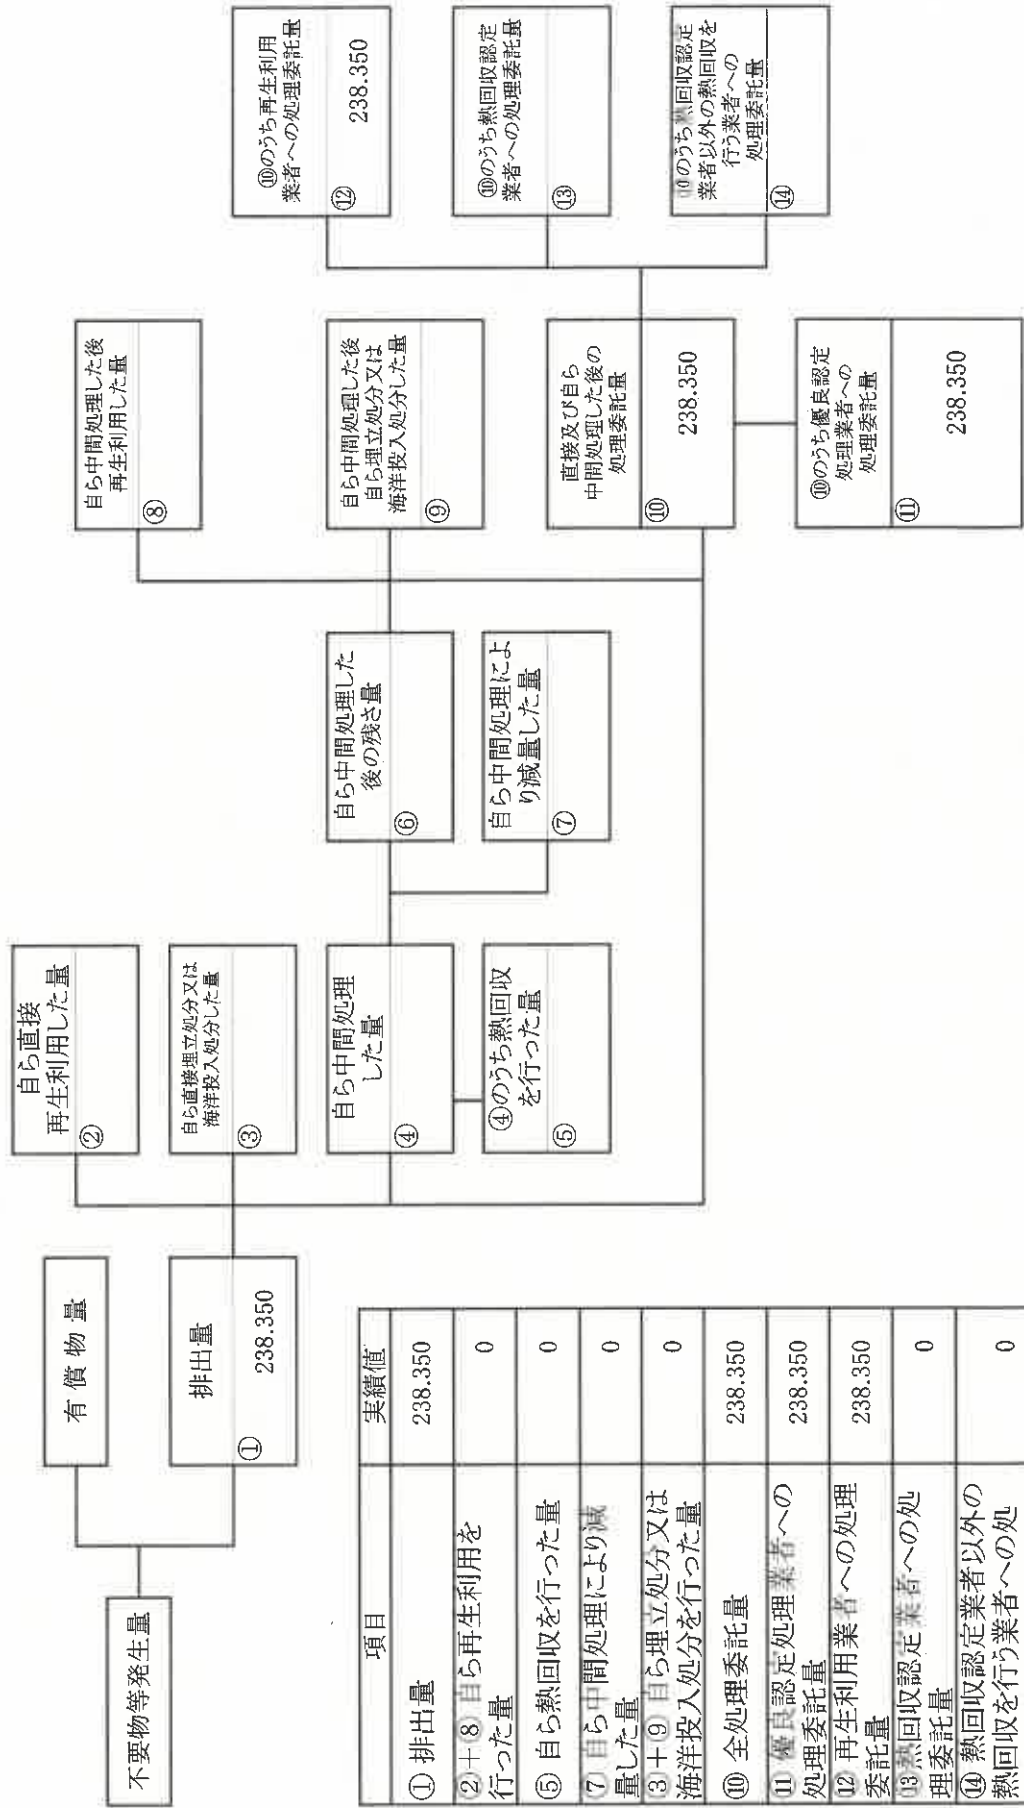 不要物等発生量
有償物量
排出量
①
238.350
自ら直接
再生利用した量
②
自ら直接埋立処分又は
海洋投入処分した量
③
自ら中間処理
した量
④
④のうち熱回収
を行った量
⑤
自ら中間処理した
後の残さ量
⑥
自ら中間処理によ
り減量した量
⑦
自ら中間処理した後
再生利用した量
⑧
自ら中間処理した後
自ら埋立処分又は
海洋投入処分した量
⑨
直接及び自ら
中間処理した後の
処理委託量
⑩
238.350
⑩のうち優良認定
処理業者への
処理委託量
⑪
238.350
⑩のうち再生利用
業者への処理委託量
⑫
238.350
⑩のうち熱回収認定
業者への処理委託量
⑬
⑩のうち熱回収認定
業者以外の熱回収を
行う業者への
処理委託量
⑭
項目 実績値
①排出量 238.350
②+⑧自ら再生利用を
行った量 0
⑤自ら熱回収を行った量 0
⑦自ら中間処理により減
量した量 0
③+⑨自ら埋立処分又は
海洋投入処分を行った量 0
⑩全処理委託量 238.350
⑪優良認定処理業者への
処理委託量 238.350
⑫再生利用業者への処理
委託量 238.350
⑬熱回収認定業者への処
理委託量 0
⑭熱回収認定業者以外の
熱回収を行う業者への処 0